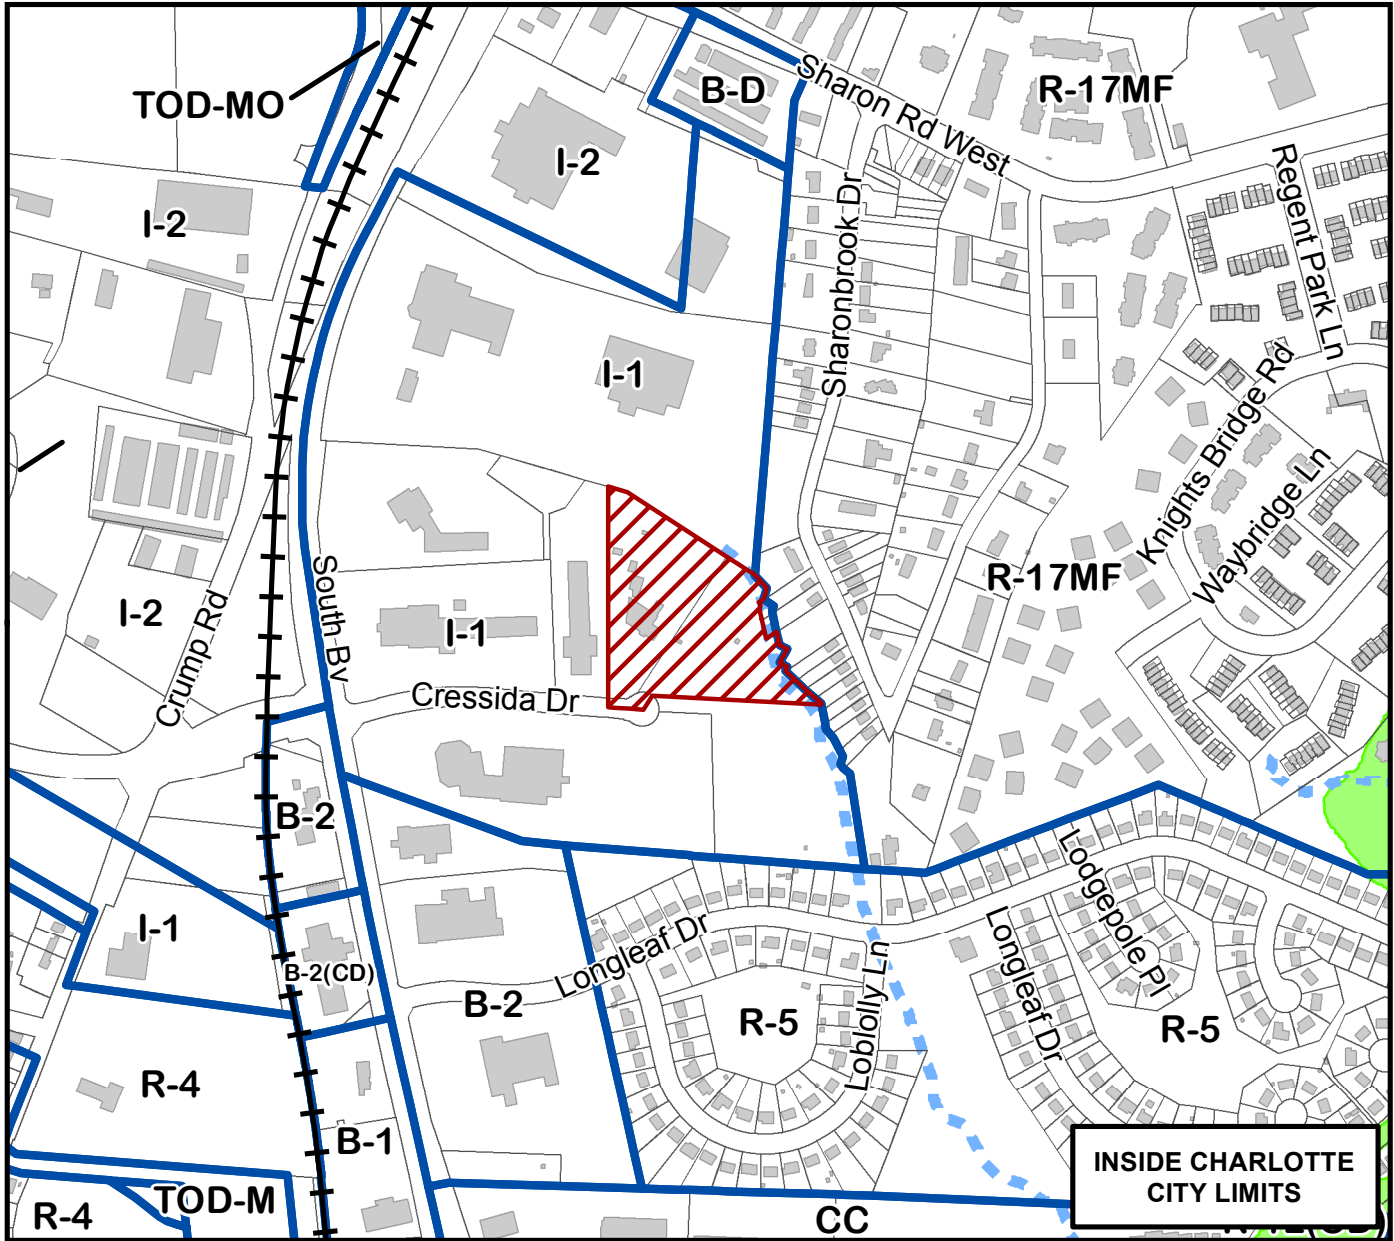 TOD-MO
B-D
Sharon Rd West
R-17MF
I-2
I-2
Sharonbrook Dr
Regent Park Ln
I-1
Knights Bridge Rd
Waybridge Ln
South Bv
I-2
Crump Rd
I-1
R-17MF
Cressida Dr
B-2
Lodgepole Pl
I-1
B-2(CD)
Longleaf Dr
B-2
R-5
Loblolly Ln
Longleaf Dr
R-5
R-4
B-1
INSIDE CHARLOTTE
CITY LIMITS
R-4
TOD-M
CC